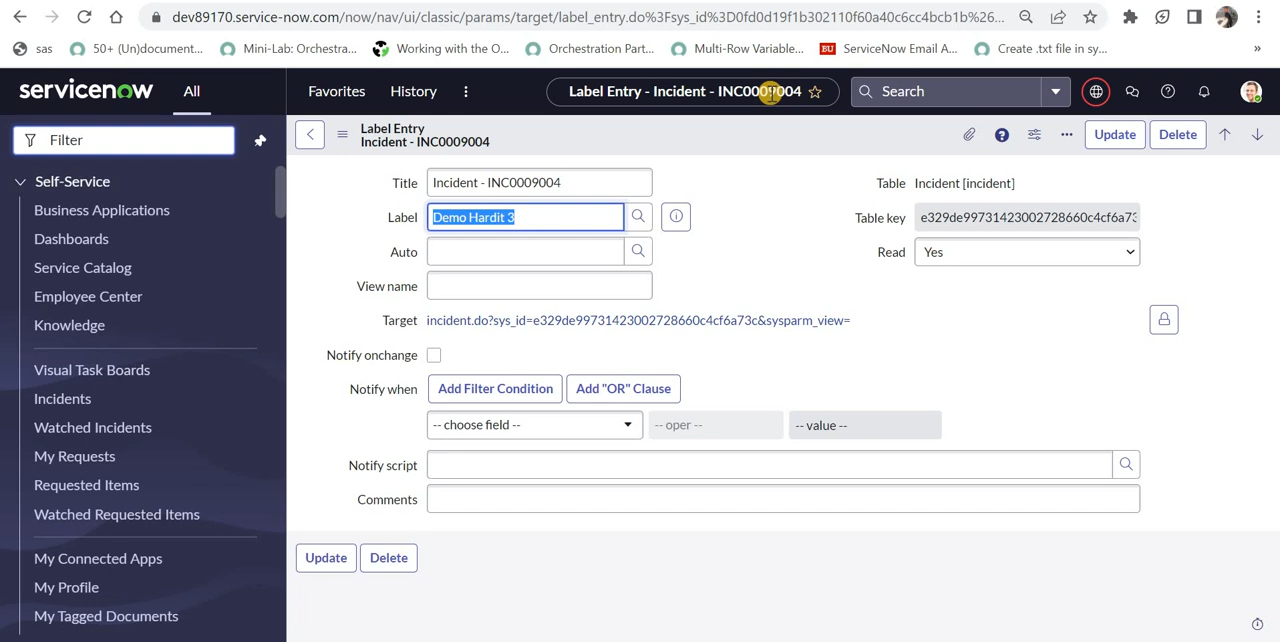 dev89170.service-now.com/now/nav/ui/classic/params/target/label_entry.do%3Fsys_id%3D0fd0d19f1b302110f60a40c6cc4bcb1b%26...
sas 50+ (Un)document... Mini-Lab: Orchestra... Working with the O... Orchestration Part... Multi-Row Variable... BU ServiceNow Email A... Create .txt file in sy... »
servicenow All Favorites History Label Entry - Incident - INC0009004 Search
Filter
Label Entry
Incident - INC0009004
Update Delete
Self-Service
Business Applications
Dashboards
Service Catalog
Employee Center
Knowledge
Visual Task Boards
Incidents
Watched Incidents
My Requests
Requested Items
Watched Requested Items
My Connected Apps
My Profile
My Tagged Documents
Title Incident - INC0009004
Label Demo Hardit 3
Auto
View name
Target incident.do?sys_id=e329de99731423002728660c4cf6a73c&sysparm_view=
Table Incident [incident]
Table key e329de99731423002728660c4cf6a73c
Read Yes
Notify onchange
Notify when Add Filter Condition Add "OR" Clause
-- choose field -- -- oper -- -- value --
Notify script
Comments
Update Delete